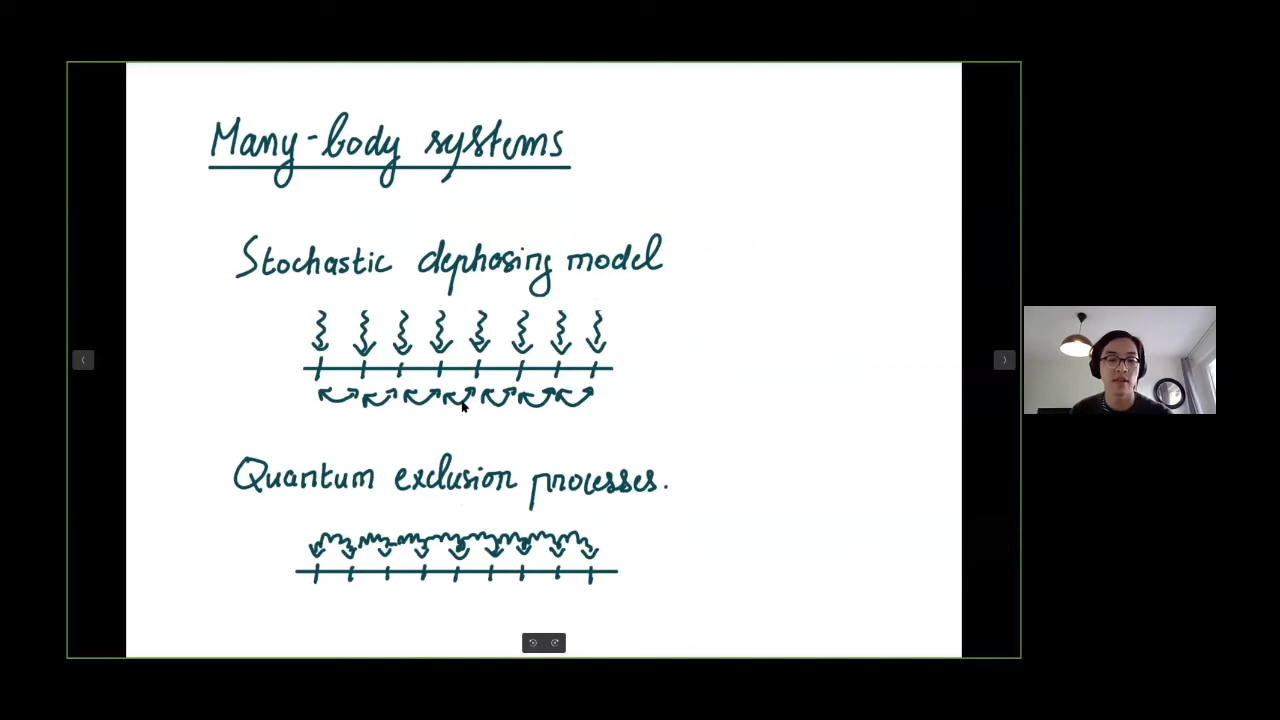 Many-body systems
Stochastic dephasing model
Quantum exclusion processes.